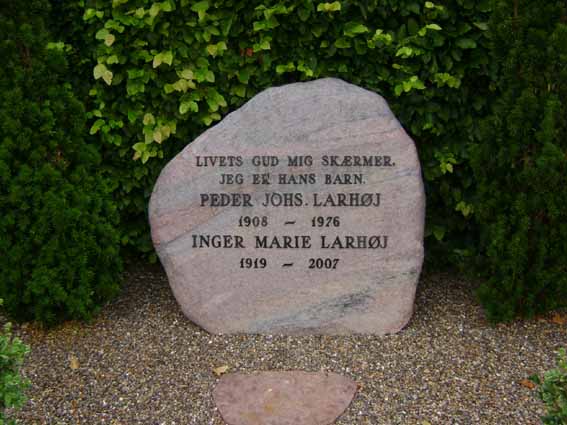 LIVETS GUD MIG SKÆRMER.
JEG ER HANS BARN.
PEDER JOHS. LARHØJ
1908 – 1976
INGER MARIE LARHØJ
1919 – 2007